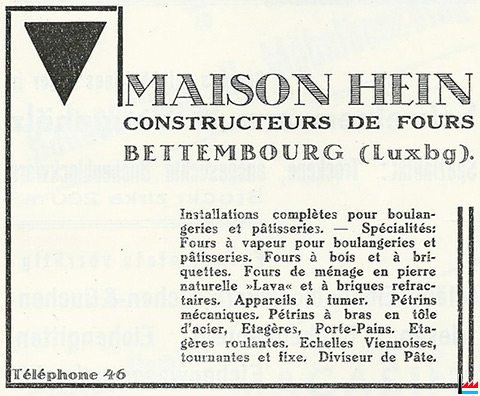 MAISON HEIN
CONSTRUCTEURS DE FOURS
BETTEMBOURG (Luxbg).
Installations complètes pour boulan-
geries et pâtisseries. — Spécialités:
Fours à vapeur pour boulangeries et
pâtisseries. Fours à bois et à bri-
quettes. Fours de ménage en pierre
naturelle »Lava« et à briques refrac-
taires. Appareils à fumer. Pétrins
mécaniques. Pétrins à bras en tôle
d'acier, Etagères, Porte-Pains. Eta-
gères roulantes. Echelles Viennoises,
tournantes et fixe. Diviseur de Pâte.
Téléphone 46